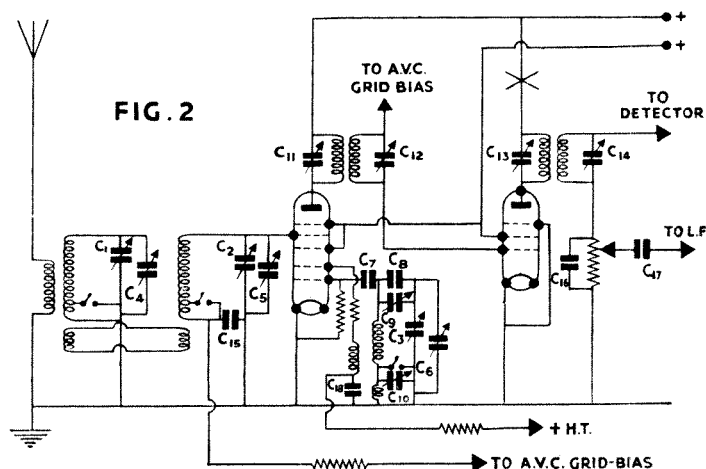 FIG. 2
TO A.V.C.
GRID BIAS
+
+
TO
DETECTOR
C11
C12
C13
C14
TO L.F
C1
C4
C2
C5
C15
C7
C8
C9
C3
C6
C10
C18
C16
C17
+ H.T.
TO A.V.C. GRID-BIAS